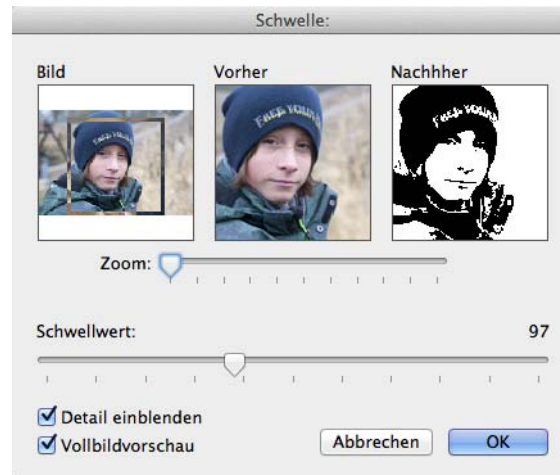 Schwelle:
Bild Vorher Nachhher
Zoom:
Schwellwert: 97
Detail einblenden
Vollbildvorschau
Abbrechen OK